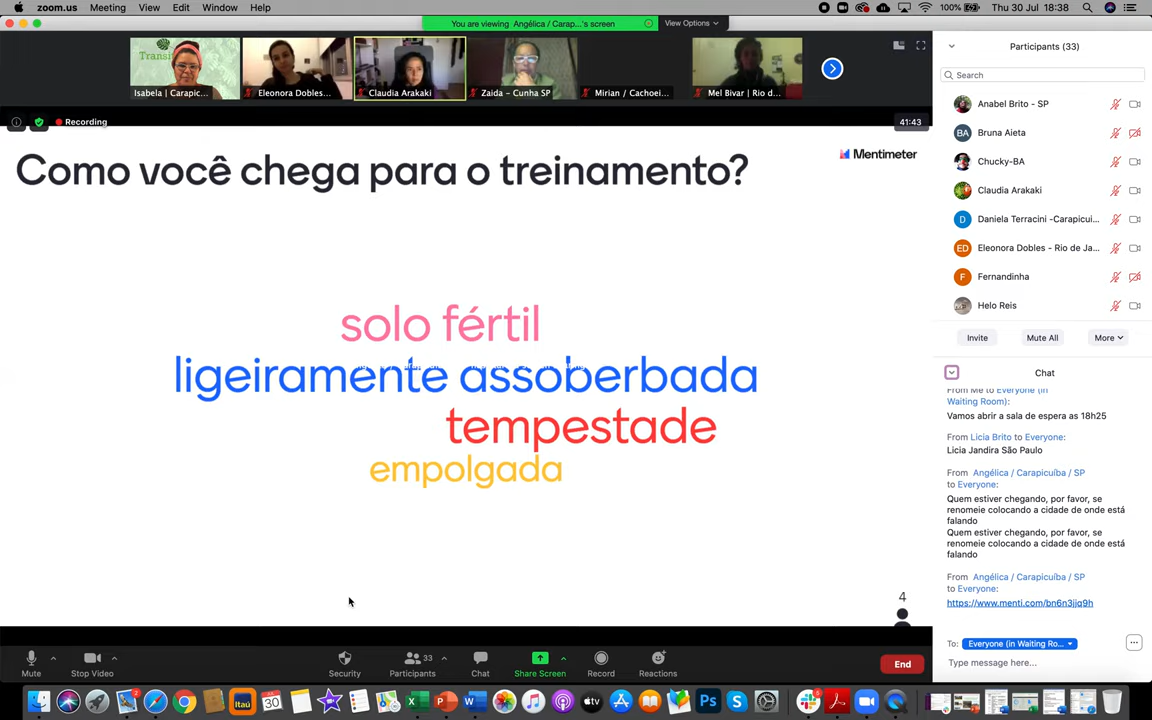 zoom.us Meeting View Edit Window Help
100% Thu 30 Jul 18:38
You are viewing Angélica / Carap...'s screen
View Options
Transi
Isabela | Carapic...
Eleonora Dobles...
Claudia Arakaki
Zaida - Cunha SP
Mirian / Cachoei...
Mel Bivar | Rio d...
Recording
41:43
Como você chega para o treinamento?
Mentimeter
solo fértil
ligeiramente assoberbada
tempestade
empolgada
4
Participants (33)
Search
Anabel Brito - SP
BA Bruna Aieta
Chucky-BA
Claudia Arakaki
D Daniela Terracini -Carapicui...
ED Eleonora Dobles - Rio de Ja...
F Fernandinha
Helo Reis
Invite Mute All More
Chat
From Me to Everyone (in
Waiting Room):
Vamos abrir a sala de espera as 18h25
From Licia Brito to Everyone:
Licia Jandira São Paulo
From Angélica / Carapicuíba / SP
to Everyone:
Quem estiver chegando, por favor, se
renomeie colocando a cidade de onde está
falando
Quem estiver chegando, por favor, se
renomeie colocando a cidade de onde está
falando
From Angélica / Carapicuíba / SP
to Everyone:
https://www.menti.com/bn6n3jjq9h
To: Everyone (in Waiting Ro...
Type message here...
Mute Stop Video Security Participants 33 Chat Share Screen Record Reactions End
Itaú 30 Ps